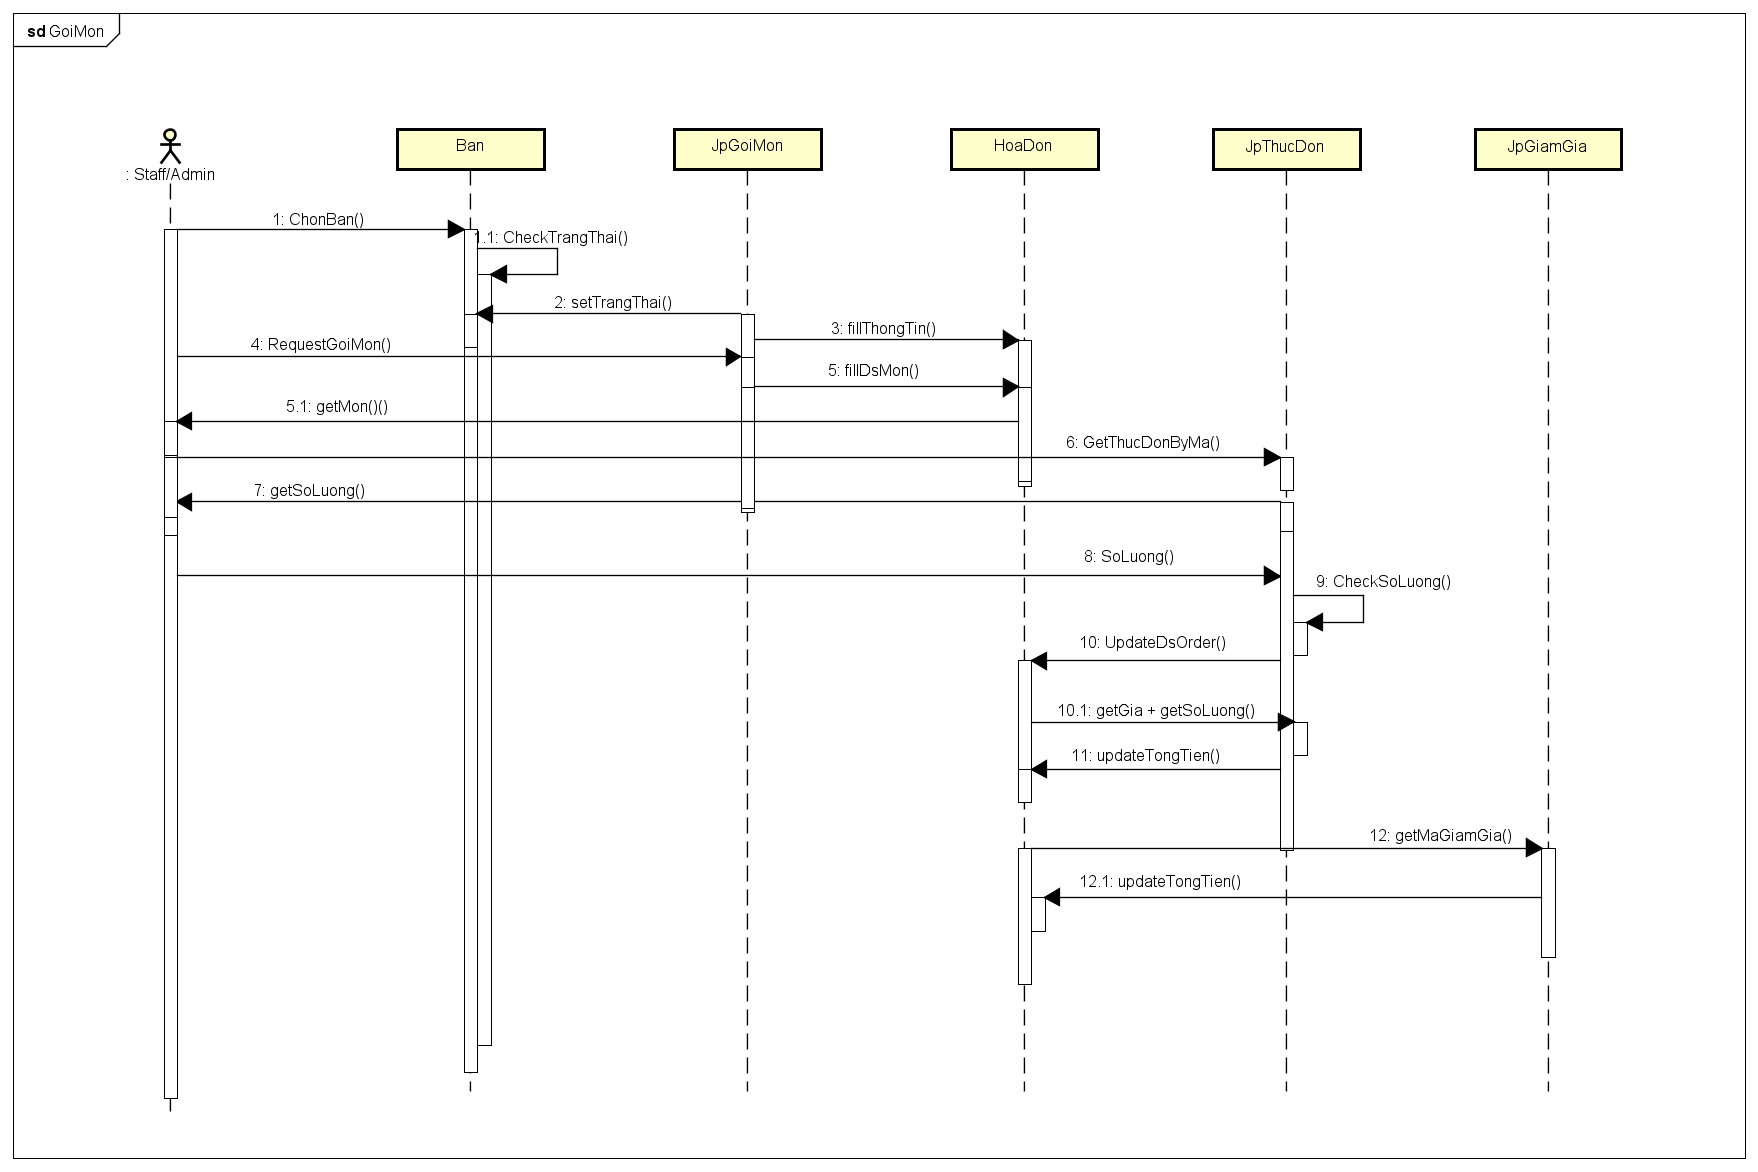 sd GoiMon
: Staff/Admin
Ban
JpGoiMon
HoaDon
JpThucDon
JpGiamGia
1: ChonBan()
1.1: CheckTrangThai()
2: setTrangThai()
3: fillThongTin()
4: RequestGoiMon()
5: fillDsMon()
5.1: getMon()()
6: GetThucDonByMa()
7: getSoLuong()
8: SoLuong()
9: CheckSoLuong()
10: UpdateDsOrder()
10.1: getGia + getSoLuong()
11: updateTongTien()
12: getMaGiamGia()
12.1: updateTongTien()